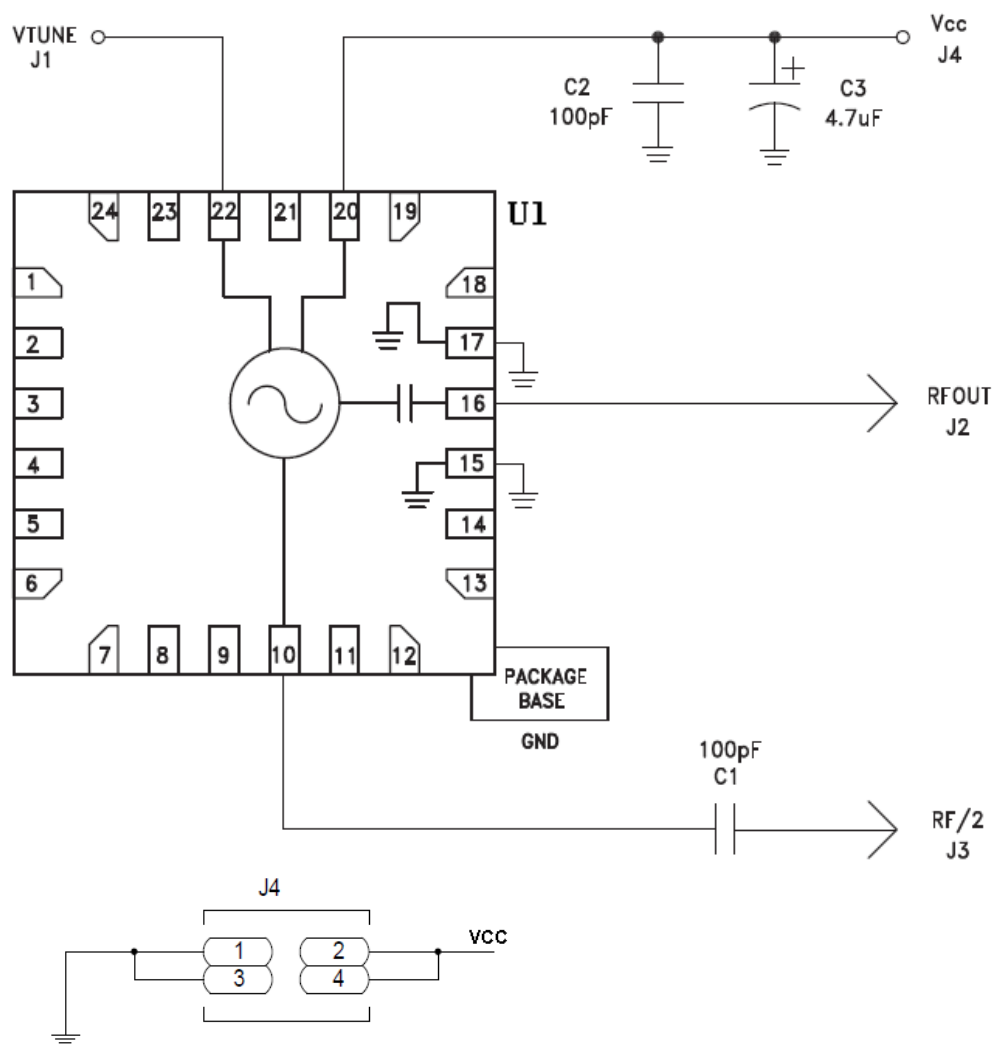 VTUNE
J1
Vcc
J4
C2
100pF
+
C3
4.7uF
U1
24
23
22
21
20
19
1
2
3
4
5
6
18
17
16
15
14
13
RFOUT
J2
7
8
9
10
11
12
PACKAGE
BASE
GND
100pF
C1
RF/2
J3
J4
1
2
3
4
VCC